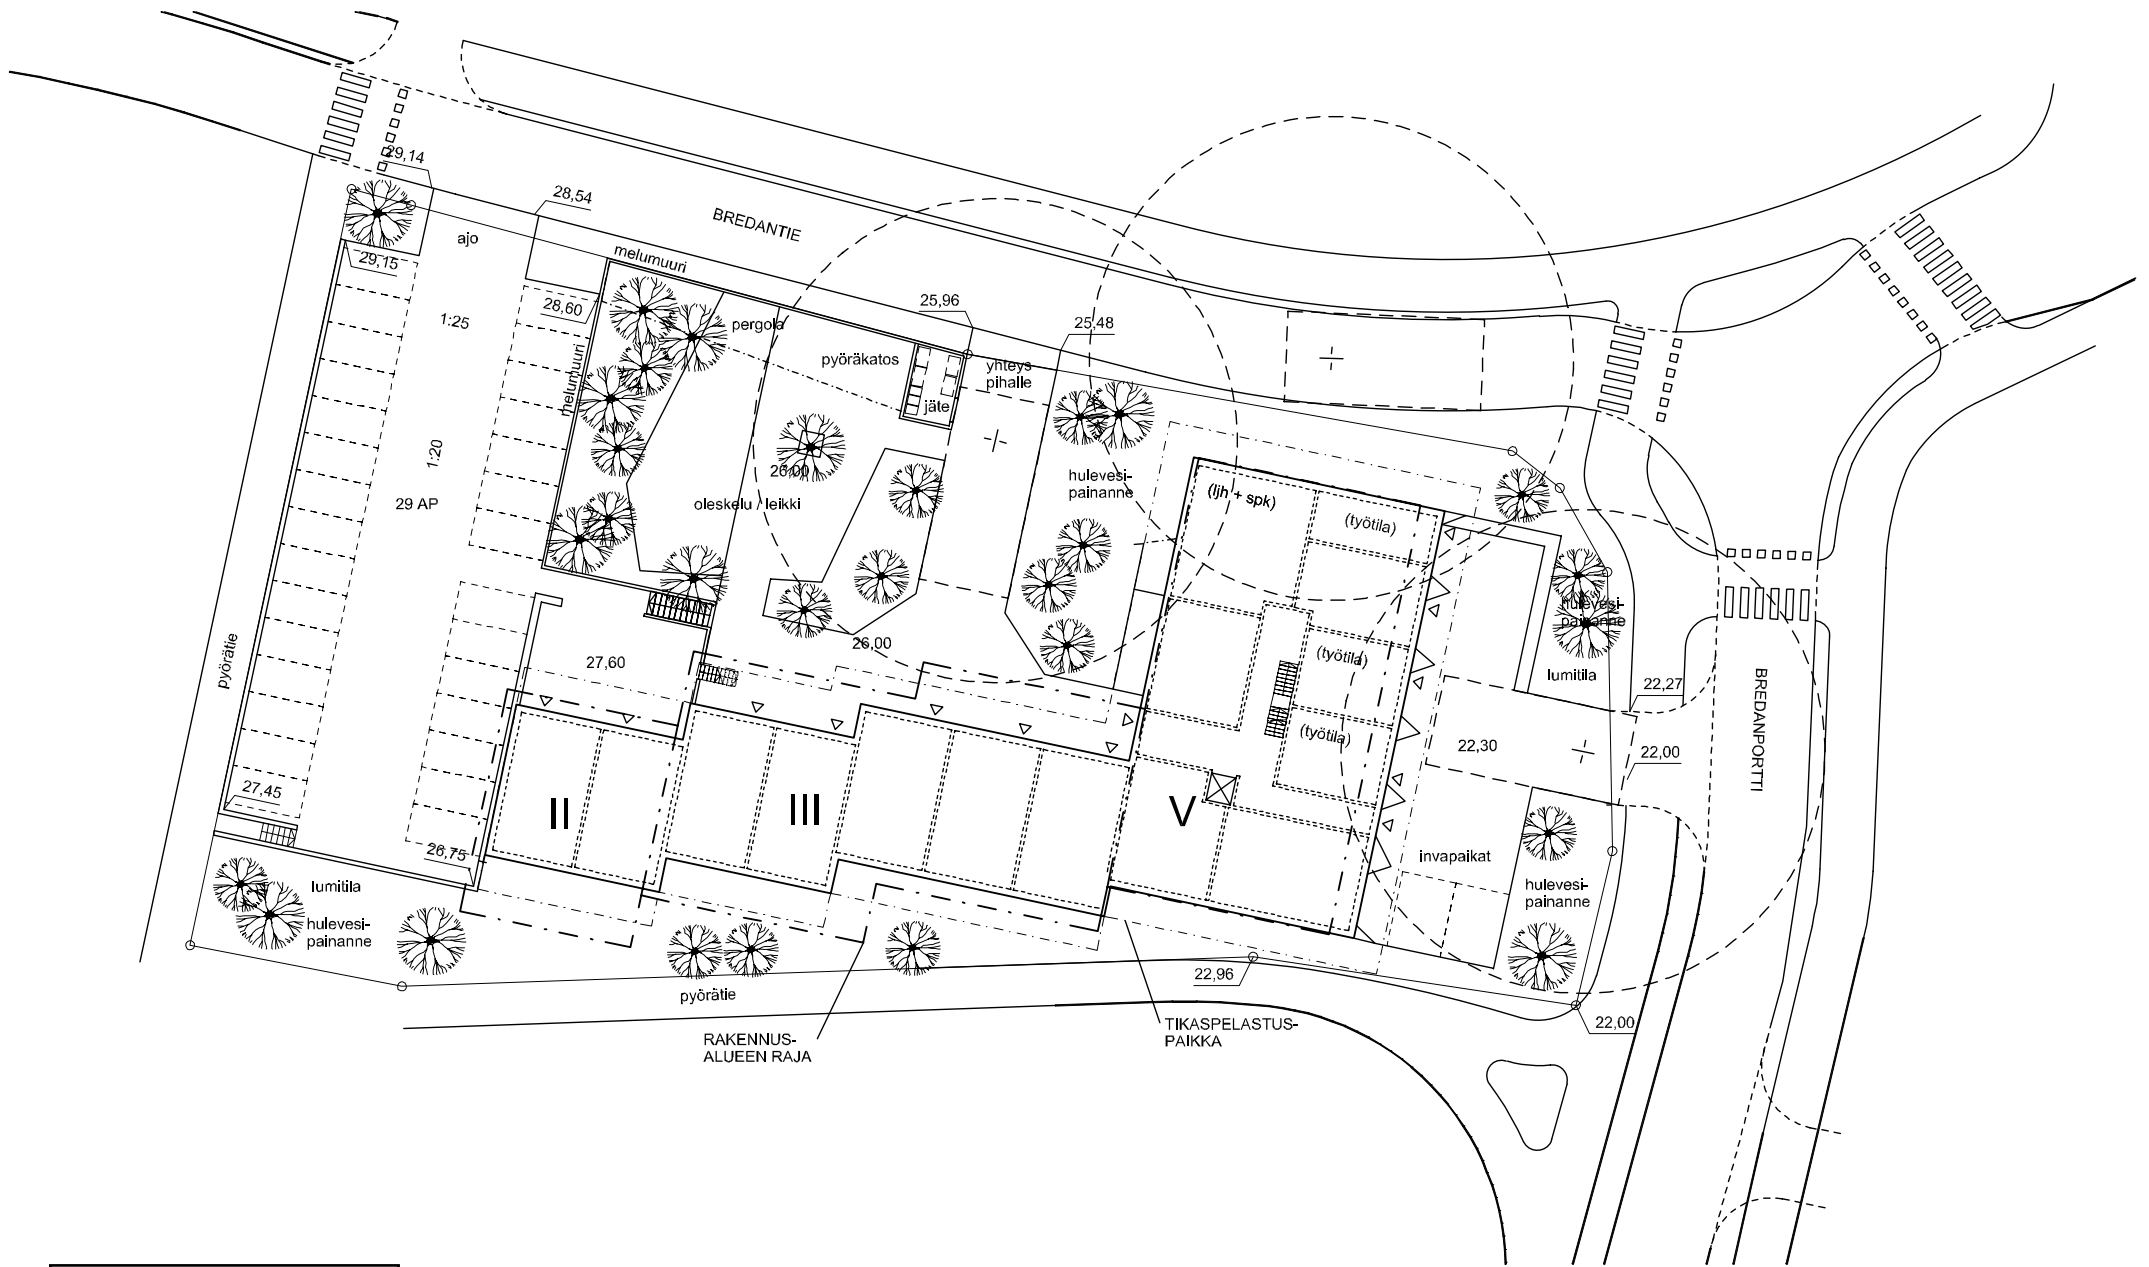 29,14
28,54
BREDANTIE
ajo
melumuuri
29,15
28,60
25,96
25,48
1:25
pergola
pyöräkatos
yhteys
pihalle
melumuuri
jäte
1:20
26,00
hulevesi-
painanne
(ljh + spk)
29 AP
oleskelu / leikki
(työtila)
hulevesi-
painanne
26,00
pyörätie
27,60
(työtila)
lumitila
22,27
BREDANPORTTI
(työtila)
22,30
22,00
27,45
II
III
V
26,75
invapaikat
lumitila
hulevesi-
painanne
hulevesi-
painanne
22,96
pyörätie
22,00
TIKASPELASTUS-
PAIKKA
RAKENNUS-
ALUEEN RAJA